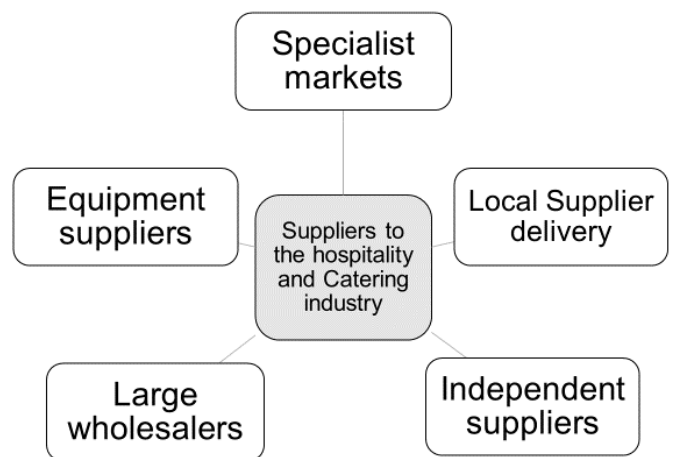 Specialist
markets
Equipment
suppliers
Suppliers to
the hospitality
and Catering
industry
Local Supplier
delivery
Large
wholesalers
Independent
suppliers